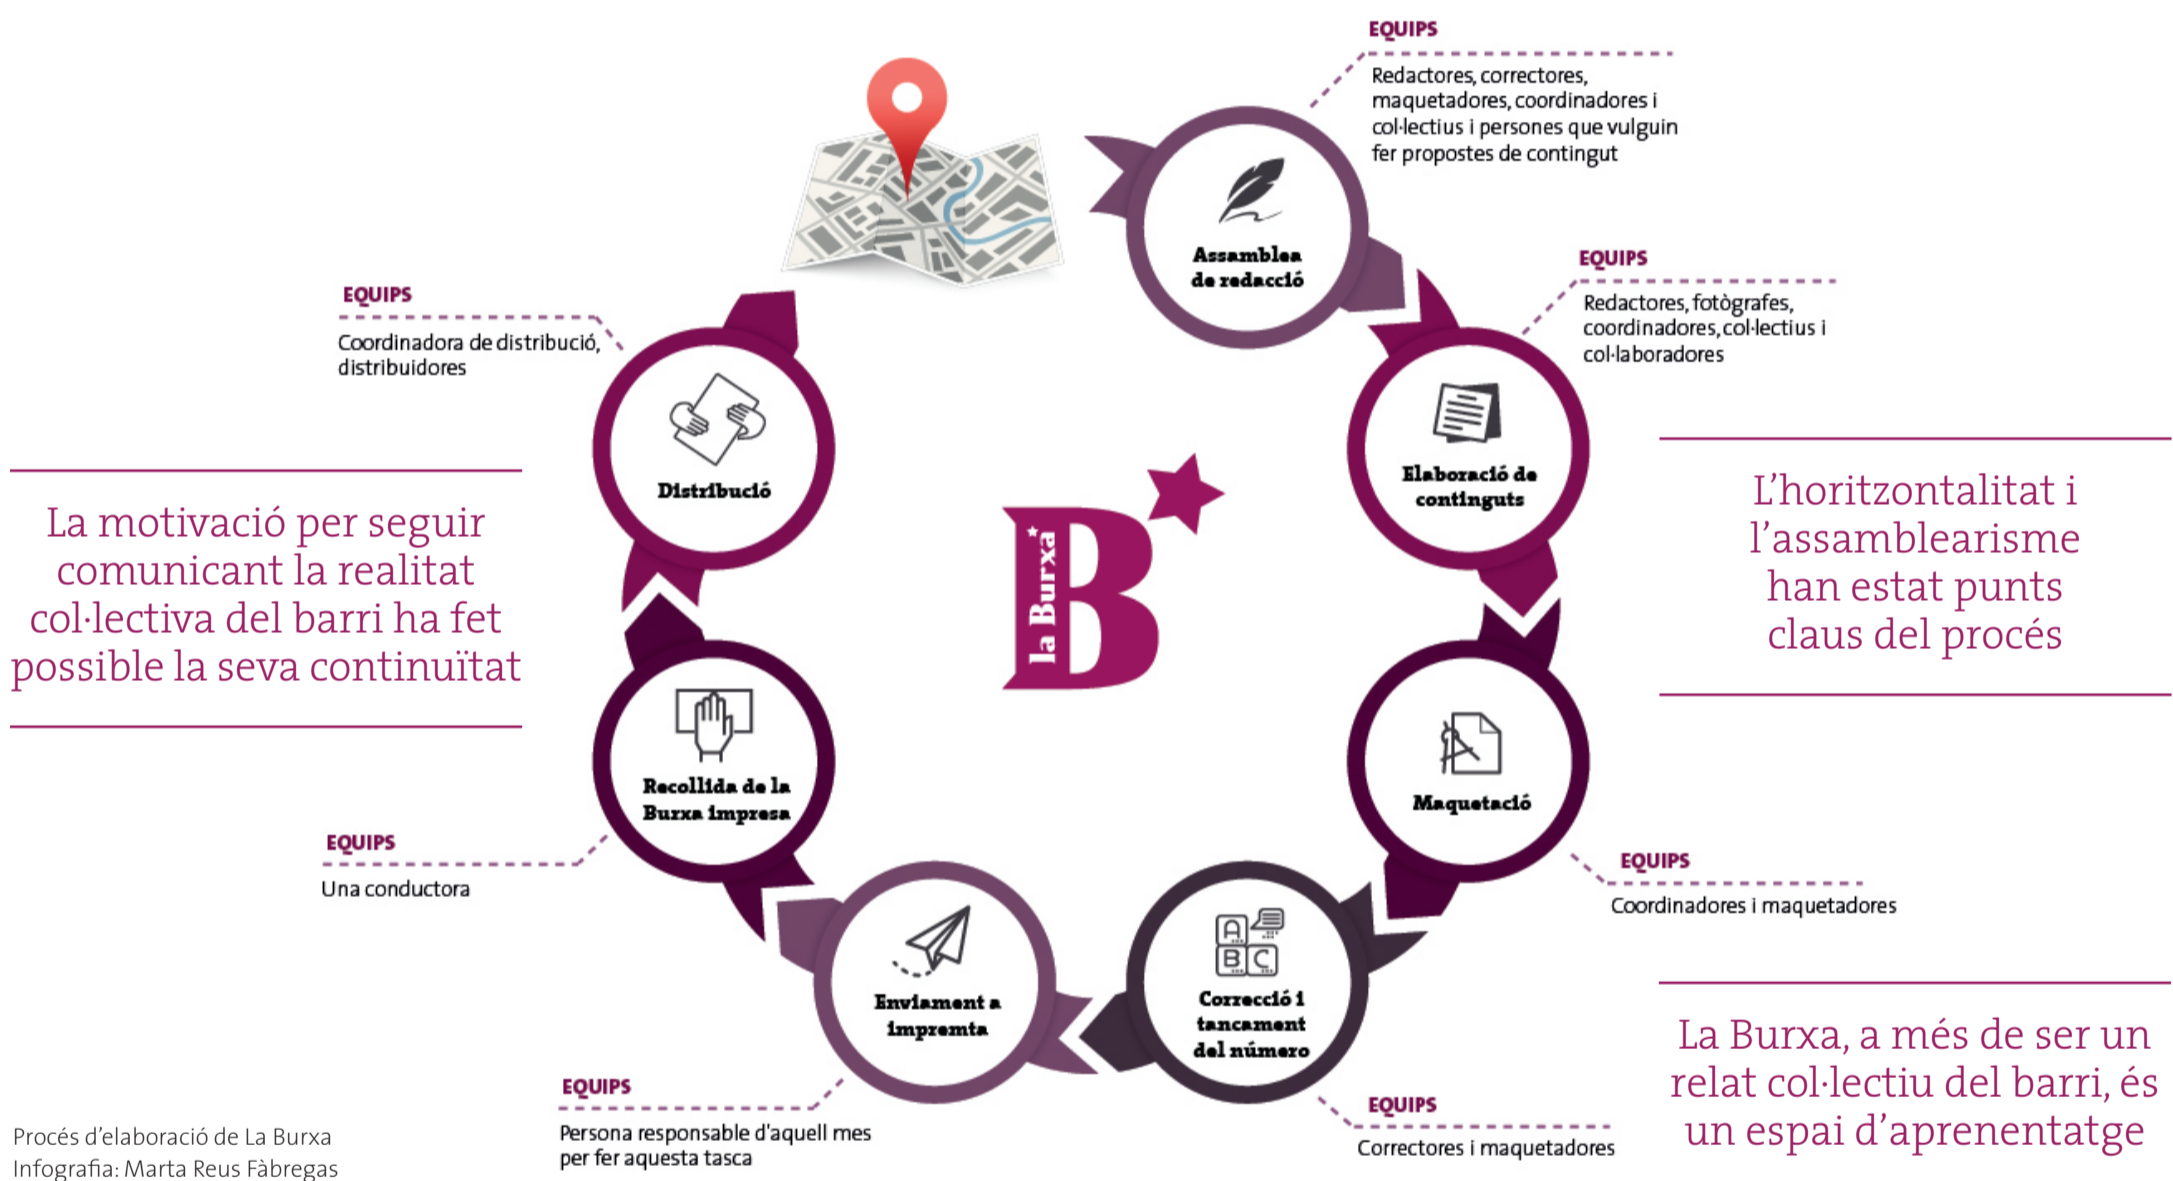 EQUIPS
Redactores, correctores,
maquetadores, coordinadores i
col·lectius i persones que vulguin
fer propostes de contingut
Assamblea
de redacció
EQUIPS
Redactores, fotògrafes,
coordinadores, col·lectius i
col·laboradores
Elaboració de
continguts
L’horitzontalitat i
l’assamblearisme
han estat punts
claus del procés
Maquetació
EQUIPS
Coordinadores i maquetadores
A
B C
Correcció i
tancament
del número
EQUIPS
Correctores i maquetadores
La Burxa, a més de ser un
relat col·lectiu del barri, és
un espai d’aprenentatge
Enviament a
impremta
EQUIPS
Persona responsable d'aquell mes
per fer aquesta tasca
Recollida de la
Burxa impresa
EQUIPS
Una conductora
Distribució
EQUIPS
Coordinadora de distribució,
distribuidores
La motivació per seguir
comunicant la realitat
col·lectiva del barri ha fet
possible la seva continuïtat
B
la Burxa
Procés d’elaboració de La Burxa
Infografia: Marta Reus Fàbregas